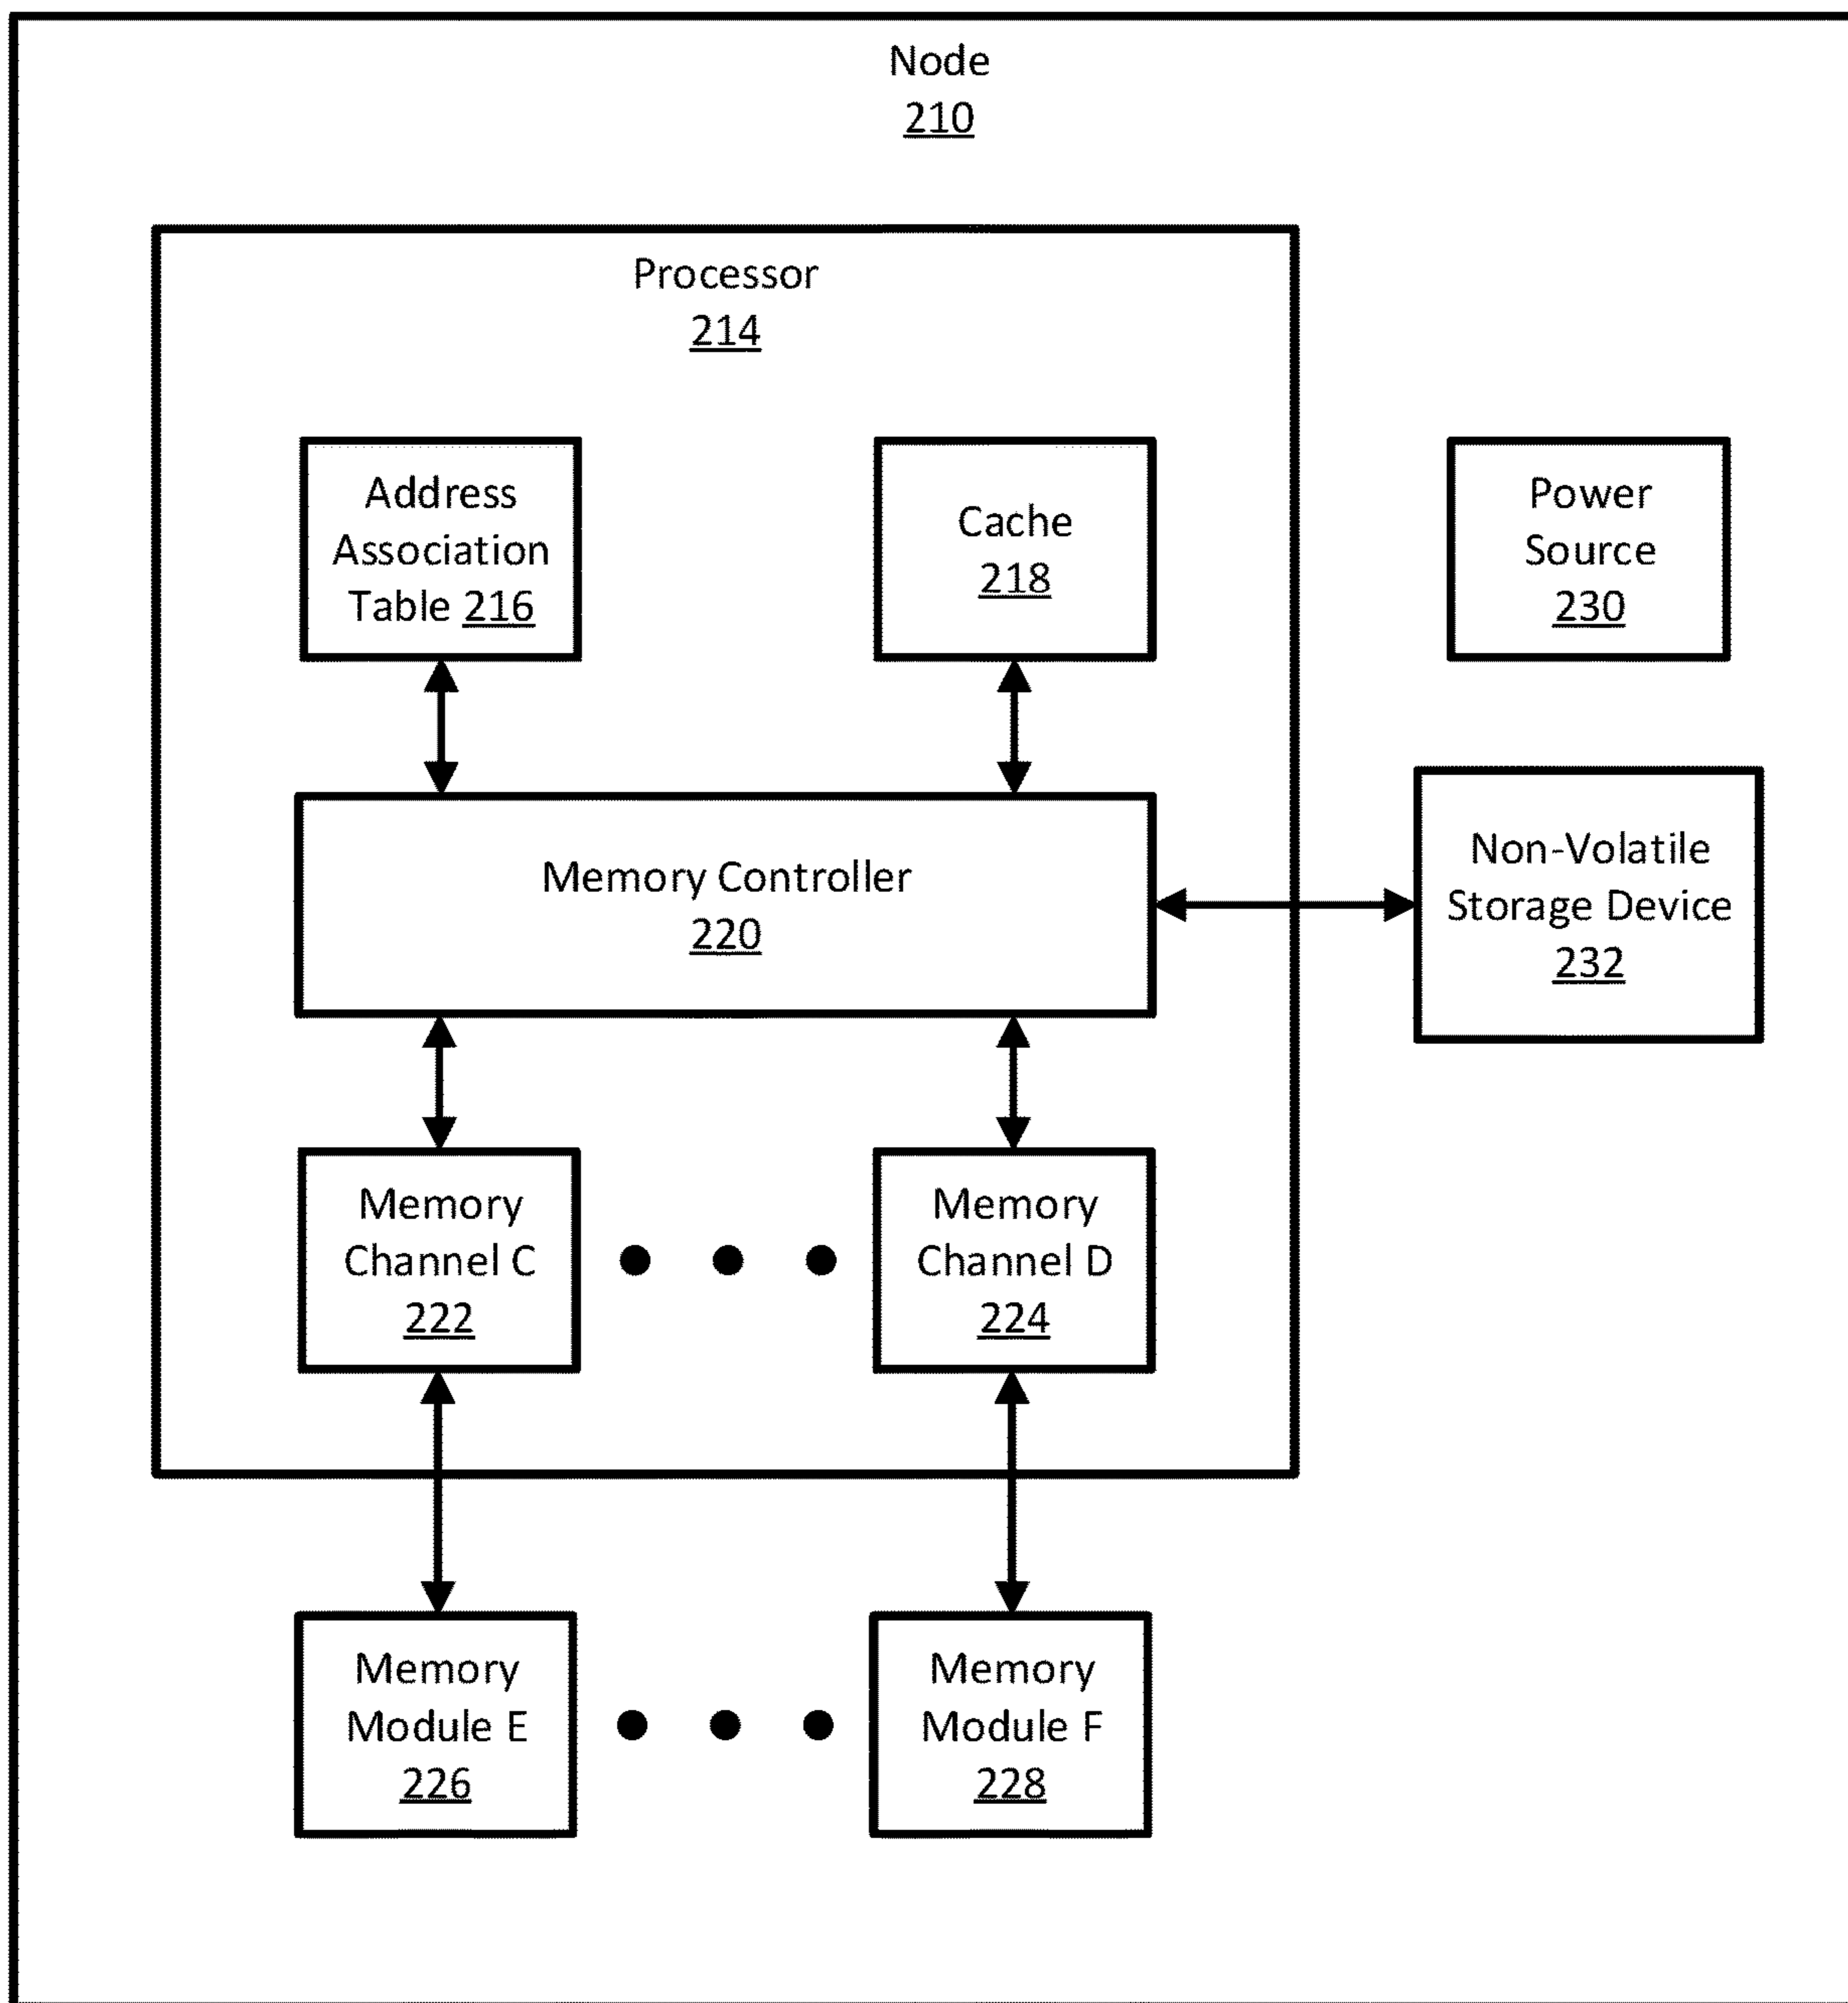 Node
210
Processor
214
Address
Association
Table 216
Cache
218
Power
Source
230
Memory Controller
220
Non-Volatile
Storage Device
232
Memory
Channel C
222
Memory
Channel D
224
Memory
Module E
226
Memory
Module F
228